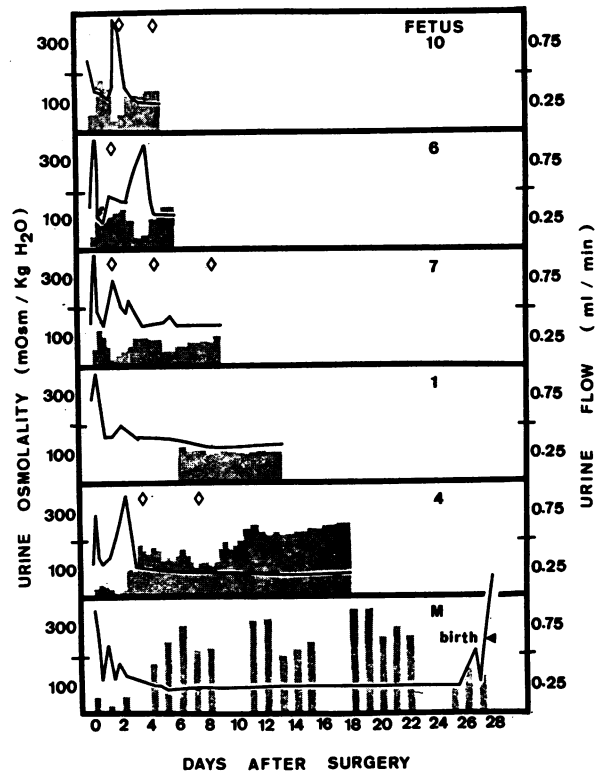 FETUS
300 10 0.75
100 0.25
300 6 0.75
100 0.25
300 7 0.75
100 0.25
300 1 0.75
100 0.25
300 4 0.75
100 0.25
300 M 0.75
birth
100 0.25
0 2 4 6 8 10 12 14 16 18 20 22 24 26 28
DAYS AFTER SURGERY
URINE OSMOLALITY (mOsm / Kg H2O)
URINE FLOW ( ml / min )